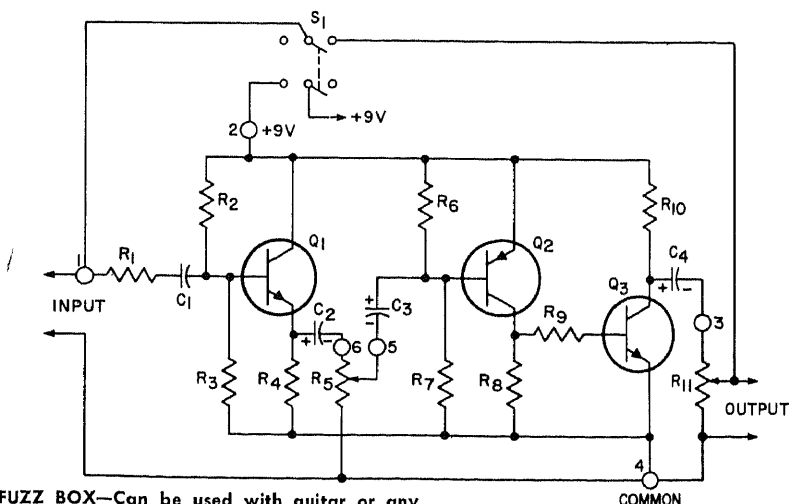 S1
+9V
2 +9V
R2
R6
R10
Q1
Q2
C4
1
R1
Q3
+ -
C1
C2
C3
+
-
3
INPUT
+ -
6
5
R9
R3
R4
R5
R7
R8
R11
OUTPUT
4
FUZZ BOX—Can be used with guitar or any
COMMON